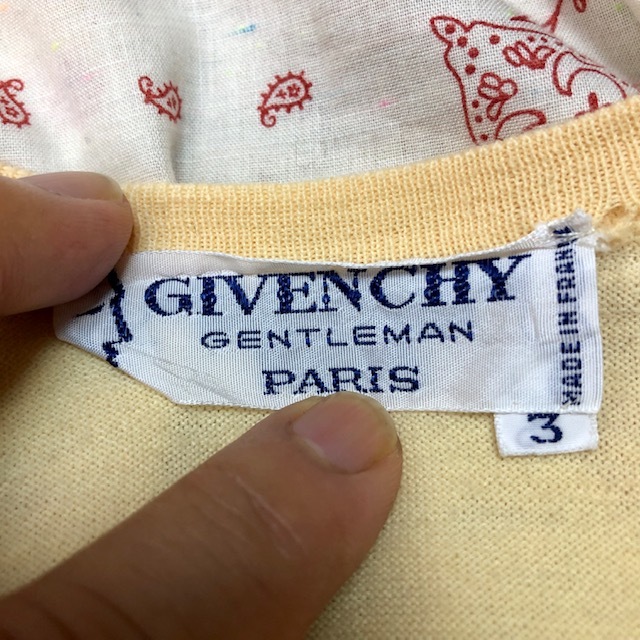 GIVENCHY
GENTLEMAN
PARIS
MADE IN FRANCE
3